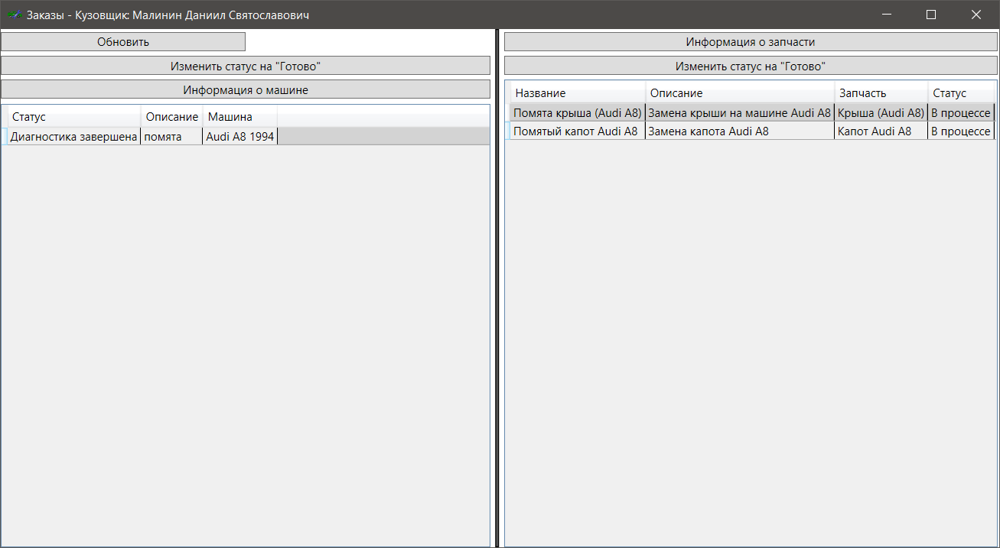 Заказы - Кузовщик: Малинин Даниил Святославович
Обновить
Изменить статус на "Готово"
Информация о машине
Статус Описание Машина
Диагностика завершена помята Audi A8 1994
Информация о запчасти
Изменить статус на "Готово"
Название Описание Запчасть Статус
Помята крыша (Audi A8) Замена крыши на машине Audi A8 Крыша (Audi A8) В процессе
Помятый капот Audi A8 Замена капота Audi A8 Капот Audi A8 В процессе